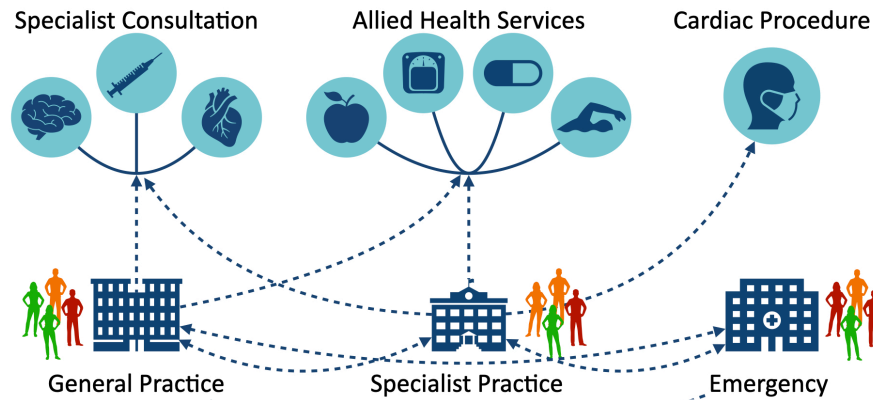 Specialist Consultation
Allied Health Services
Cardiac Procedure
General Practice
Specialist Practice
Emergency